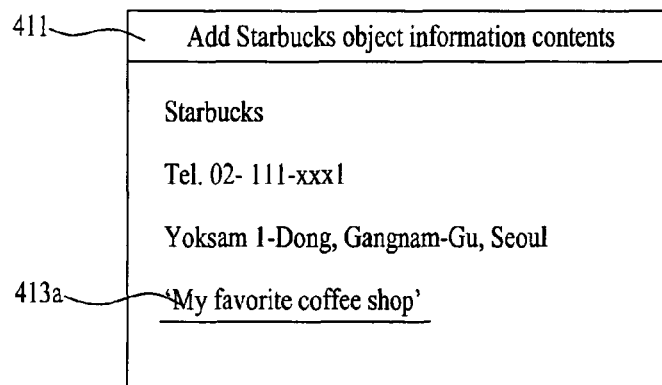 411
Add Starbucks object information contents
Starbucks
Tel. 02- 111-xxx1
Yoksam 1-Dong, Gangnam-Gu, Seoul
413a
‘My favorite coffee shop’